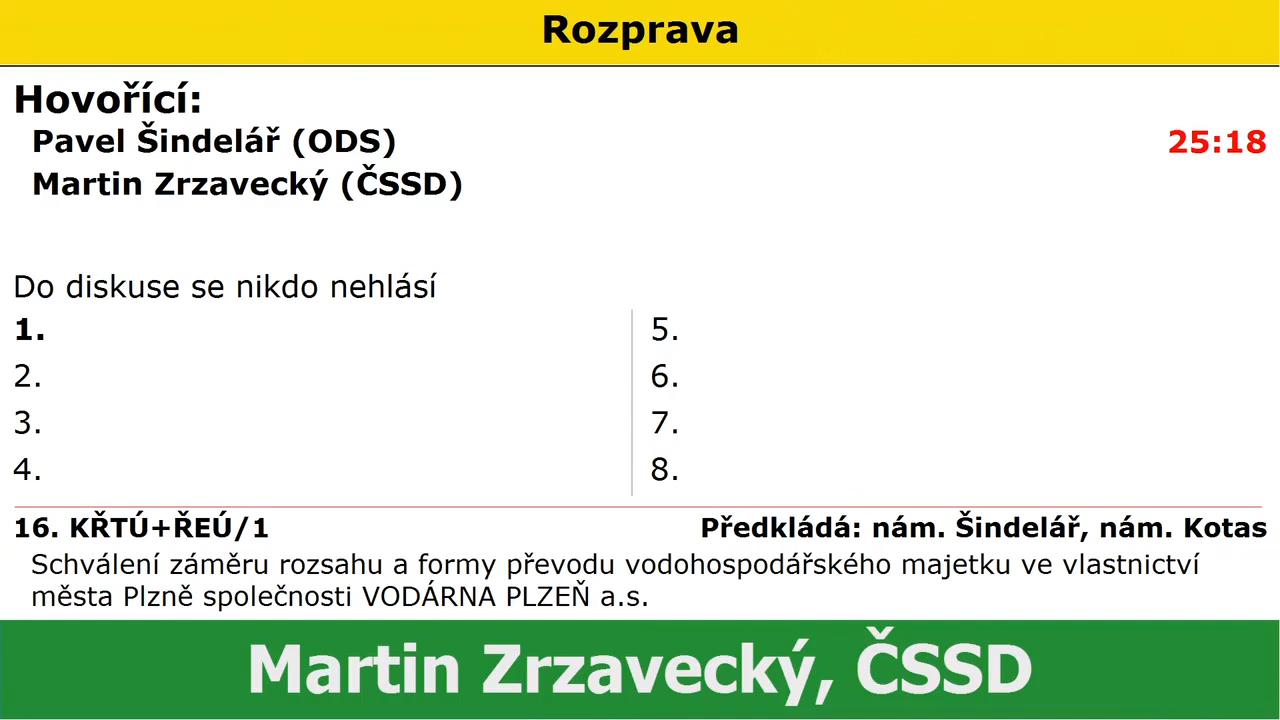 Rozprava
Hovořící:
Pavel Šindelář (ODS) 25:18
Martin Zrzavecký (ČSSD)
Do diskuse se nikdo nehlásí
1.
2.
3.
4.
5.
6.
7.
8.
16. KŘTÚ+ŘEÚ/1 Předkládá: nám. Šindelář, nám. Kotas
Schválení záměru rozsahu a formy převodu vodohospodářského majetku ve vlastnictví
města Plzně společnosti VODÁRNA PLZEŇ a.s.
Martin Zrzavecký, ČSSD